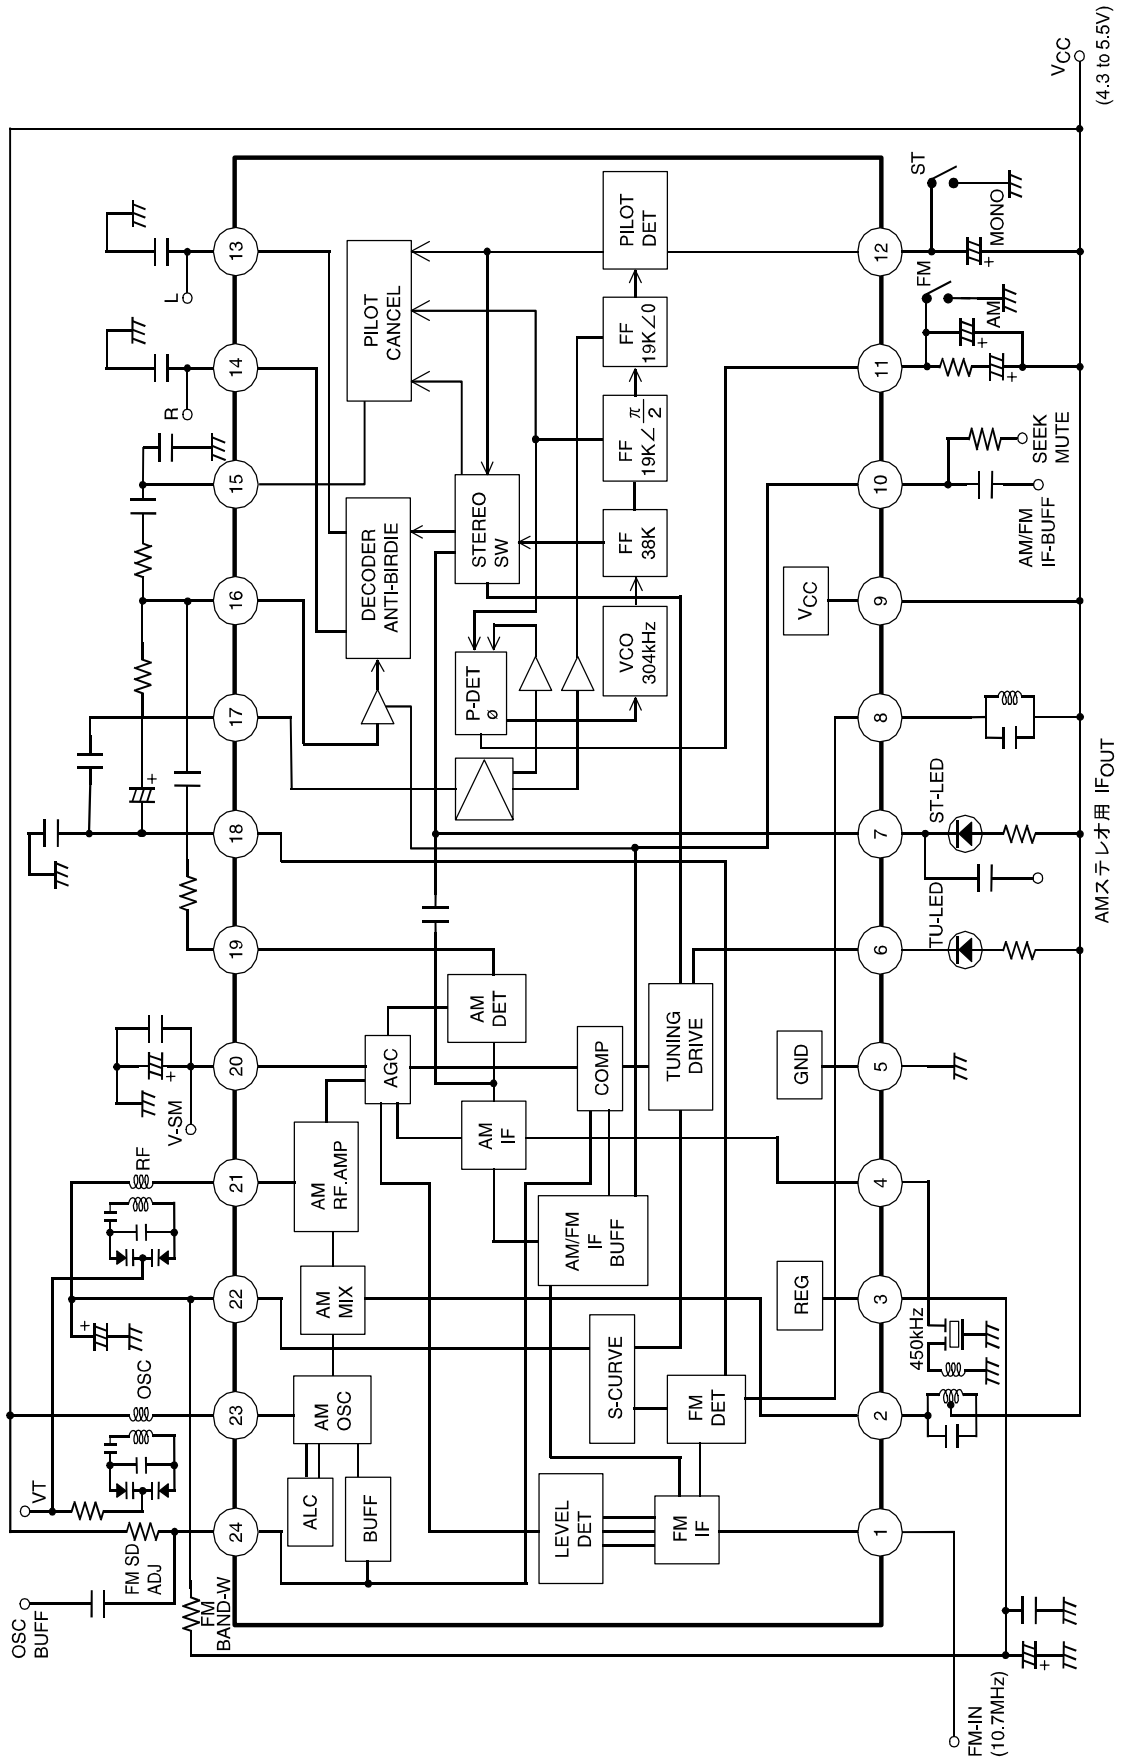 VCC
(4.3 to 5.5V)
L
R
13
14
15
16
17
18
19
20
21
22
23
24
PILOT
CANCEL
PILOT
DET
FF
19K∠0
FF
19K∠π/2
FF
38K
DECODER
ANTI-BIRDIE
STEREO
SW
P-DET
ø
VCO
304kHz
12
11
10
9
8
7
6
5
4
3
2
1
ST
MONO
+
FM
AM
+
+
SEEK
MUTE
AM/FM
IF-BUFF
VCC
ST-LED
TU-LED
AMステレオ用 IFOUT
+
+
V-SM
RF
+
OSC
VT
FM SD
ADJ
OSC
BUFF
FM
BAND-W
AM
DET
AGC
COMP
TUNING
DRIVE
GND
AM
IF
AM
RF.AMP
AM/FM
IF
BUFF
AM
MIX
REG
S-CURVE
FM
DET
AM
OSC
ALC
BUFF
LEVEL
DET
FM
IF
450kHz
+
FM-IN
(10.7MHz)